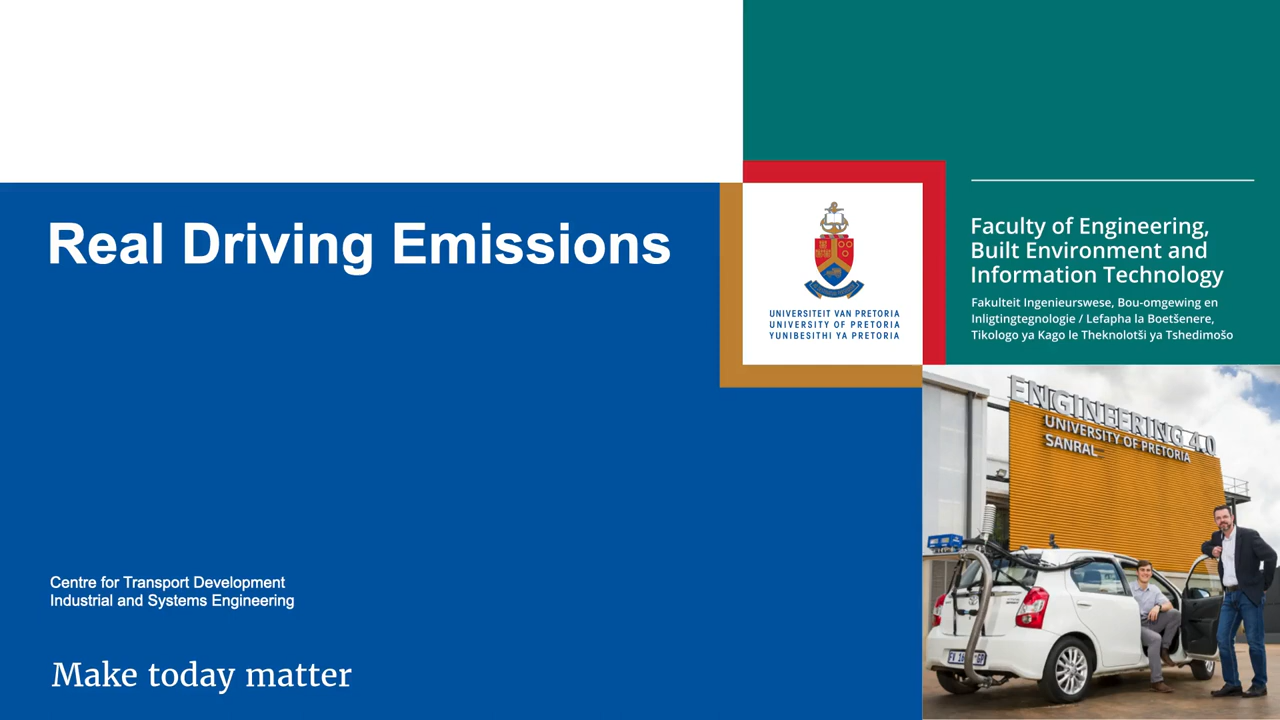 Real Driving Emissions
Centre for Transport Development
Industrial and Systems Engineering
Make today matter
UNIVERSITEIT VAN PRETORIA
UNIVERSITY OF PRETORIA
YUNIBESITHI YA PRETORIA
Faculty of Engineering,
Built Environment and
Information Technology
Fakulteit Ingenieurswese, Bou-omgewing en
Inligtingtegnologie / Lefapha la Boetšenere,
Tikologo ya Kago le Theknolotši ya Tshedimošo
ENGINEERING 4.0
UNIVERSITY OF PRETORIA
SANRAL